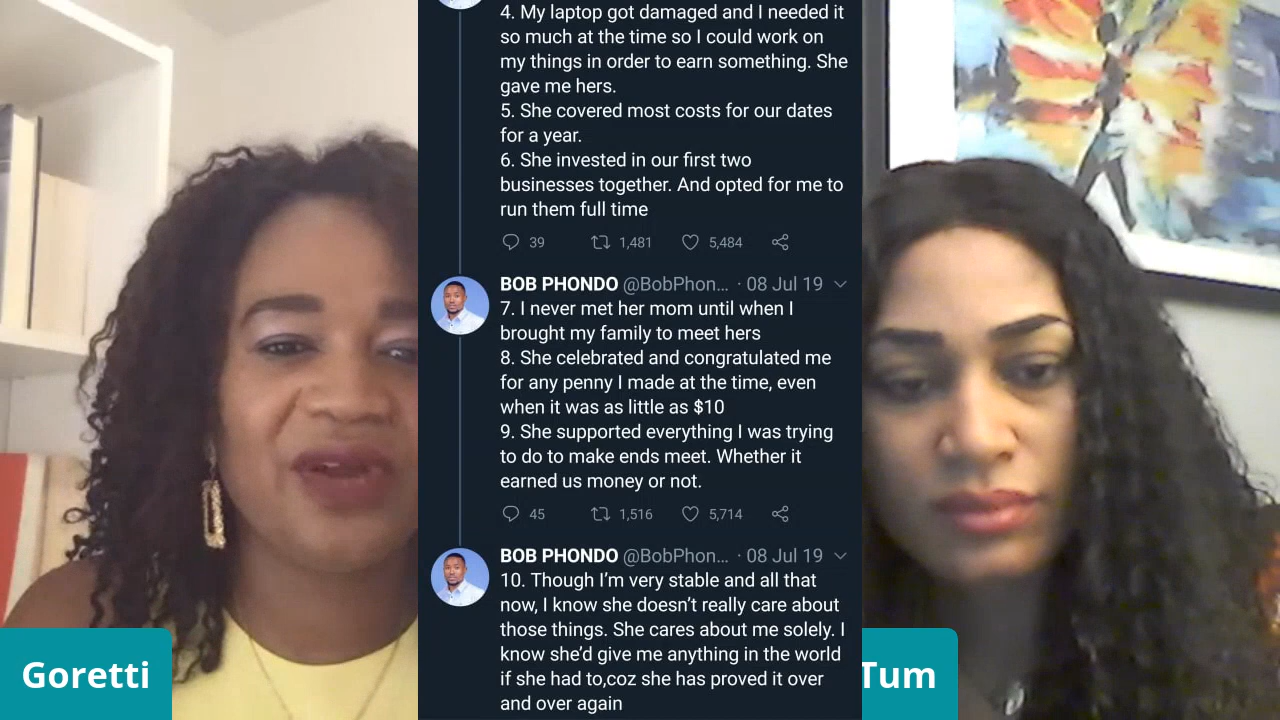 4. My laptop got damaged and I needed it
so much at the time so I could work on
my things in order to earn something. She
gave me hers.
5. She covered most costs for our dates
for a year.
6. She invested in our first two
businesses together. And opted for me to
run them full time
39 1,481 5,484
BOB PHONDO @BobPhon... · 08 Jul 19
7. I never met her mom until when I
brought my family to meet hers
8. She celebrated and congratulated me
for any penny I made at the time, even
when it was as little as $10
9. She supported everything I was trying
to do to make ends meet. Whether it
earned us money or not.
45 1,516 5,714
BOB PHONDO @BobPhon... · 08 Jul 19
10. Though I’m very stable and all that
now, I know she doesn’t really care about
those things. She cares about me solely. I
know she’d give me anything in the world
if she had to,coz she has proved it over
and over again
Goretti
Tum